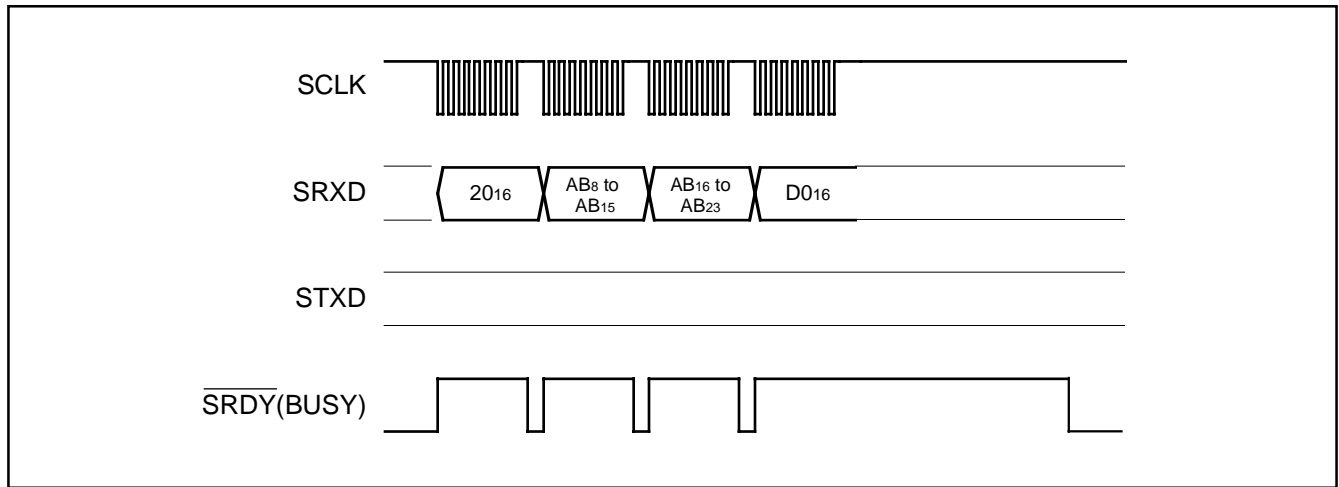 SCLK
SRXD
2016
AB8 to
AB15
AB16 to
AB23
D016
STXD
SRDY(BUSY)